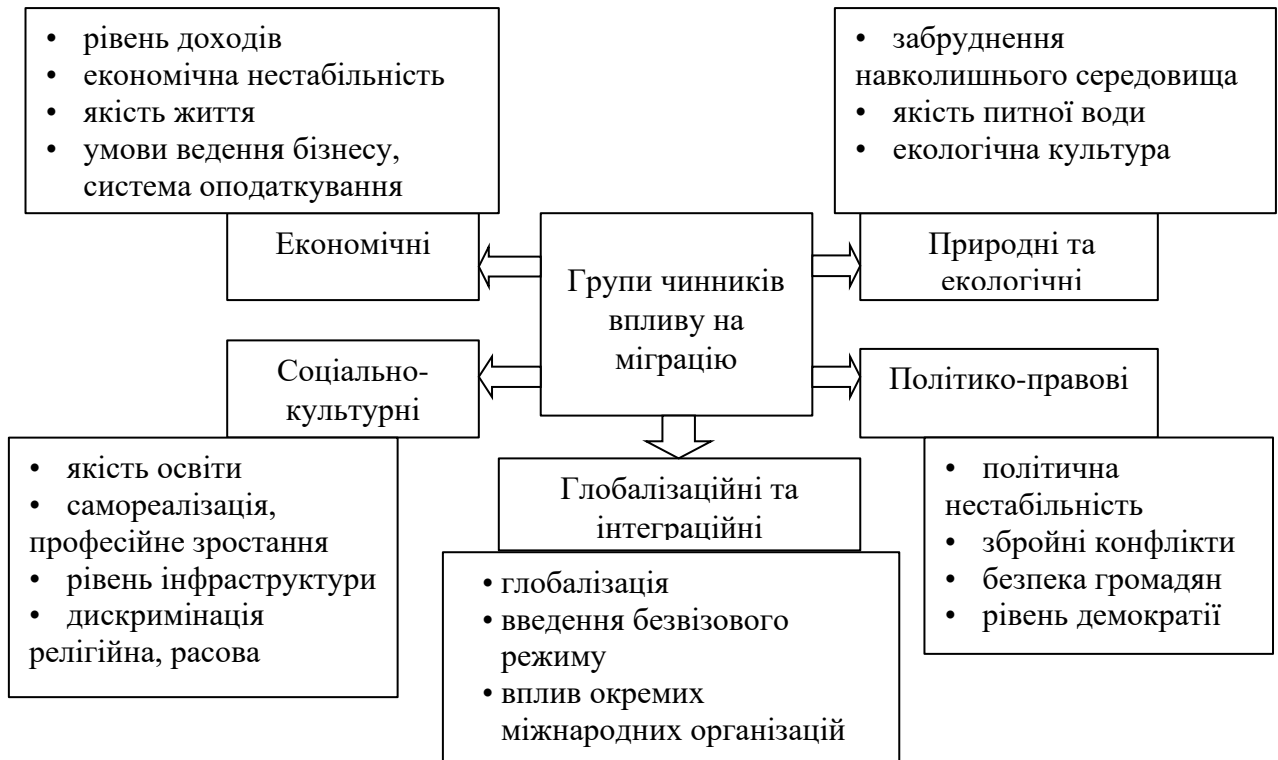 • рівень доходів
• економічна нестабільність
• якість життя
• умови ведення бізнесу,
система оподаткування
Економічні
• забруднення
навколишнього середовища
• якість питної води
• екологічна культура
Природні та
екологічні
Групи чинників
впливу на
міграцію
Соціально-
культурні
• якість освіти
• самореалізація,
професійне зростання
• рівень інфраструктури
• дискримінація
релігійна, расова
Політико-правові
• політична
нестабільність
• збройні конфлікти
• безпека громадян
• рівень демократії
Глобалізаційні та
інтеграційні
• глобалізація
• введення безвізового
режиму
• вплив окремих
міжнародних організацій